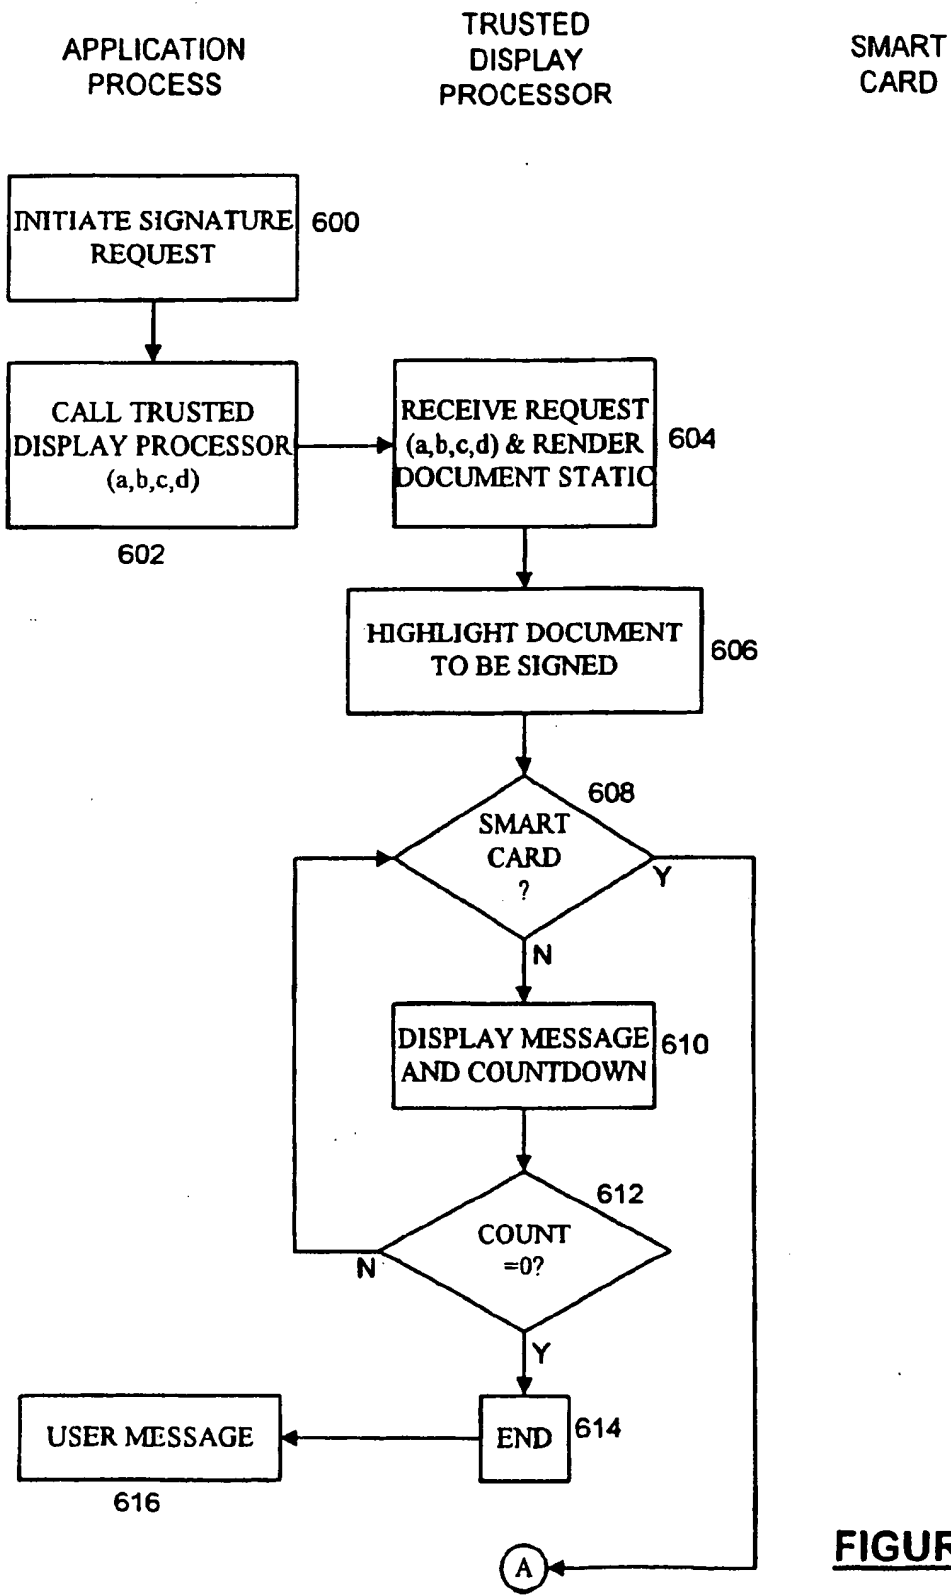 APPLICATION
PROCESS
TRUSTED
DISPLAY
PROCESSOR
SMART
CARD
INITIATE SIGNATURE
REQUEST
600
CALL TRUSTED
DISPLAY PROCESSOR
(a,b,c,d)
602
RECEIVE REQUEST
(a,b,c,d) & RENDER
DOCUMENT STATIC
604
HIGHLIGHT DOCUMENT
TO BE SIGNED
606
608
SMART
CARD
?
Y
N
DISPLAY MESSAGE
AND COUNTDOWN
610
612
COUNT
=0?
N
Y
USER MESSAGE
616
END
614
A
FIGUR